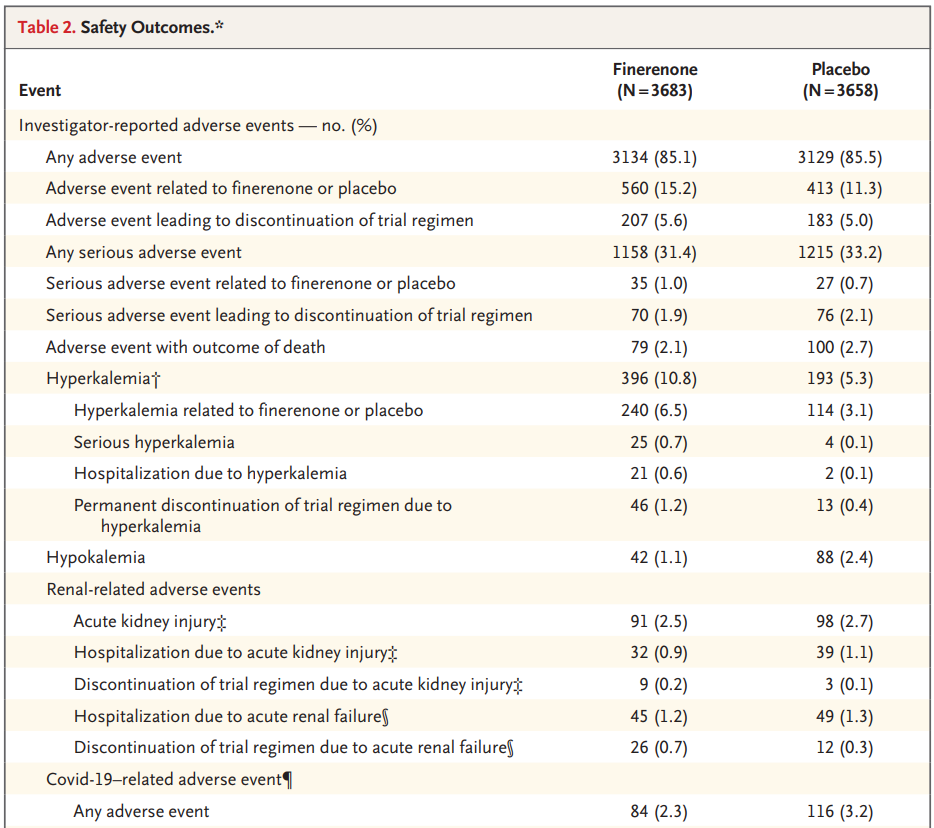 Table 2. Safety Outcomes.*
Event Finerenone (N=3683) Placebo (N=3658)
Investigator-reported adverse events — no. (%)
Any adverse event 3134 (85.1) 3129 (85.5)
Adverse event related to finerenone or placebo 560 (15.2) 413 (11.3)
Adverse event leading to discontinuation of trial regimen 207 (5.6) 183 (5.0)
Any serious adverse event 1158 (31.4) 1215 (33.2)
Serious adverse event related to finerenone or placebo 35 (1.0) 27 (0.7)
Serious adverse event leading to discontinuation of trial regimen 70 (1.9) 76 (2.1)
Adverse event with outcome of death 79 (2.1) 100 (2.7)
Hyperkalemia† 396 (10.8) 193 (5.3)
Hyperkalemia related to finerenone or placebo 240 (6.5) 114 (3.1)
Serious hyperkalemia 25 (0.7) 4 (0.1)
Hospitalization due to hyperkalemia 21 (0.6) 2 (0.1)
Permanent discontinuation of trial regimen due to 46 (1.2) 13 (0.4)
hyperkalemia
Hypokalemia 42 (1.1) 88 (2.4)
Renal-related adverse events
Acute kidney injury‡ 91 (2.5) 98 (2.7)
Hospitalization due to acute kidney injury‡ 32 (0.9) 39 (1.1)
Discontinuation of trial regimen due to acute kidney injury‡ 9 (0.2) 3 (0.1)
Hospitalization due to acute renal failure§ 45 (1.2) 49 (1.3)
Discontinuation of trial regimen due to acute renal failure§ 26 (0.7) 12 (0.3)
Covid-19–related adverse event¶
Any adverse event 84 (2.3) 116 (3.2)